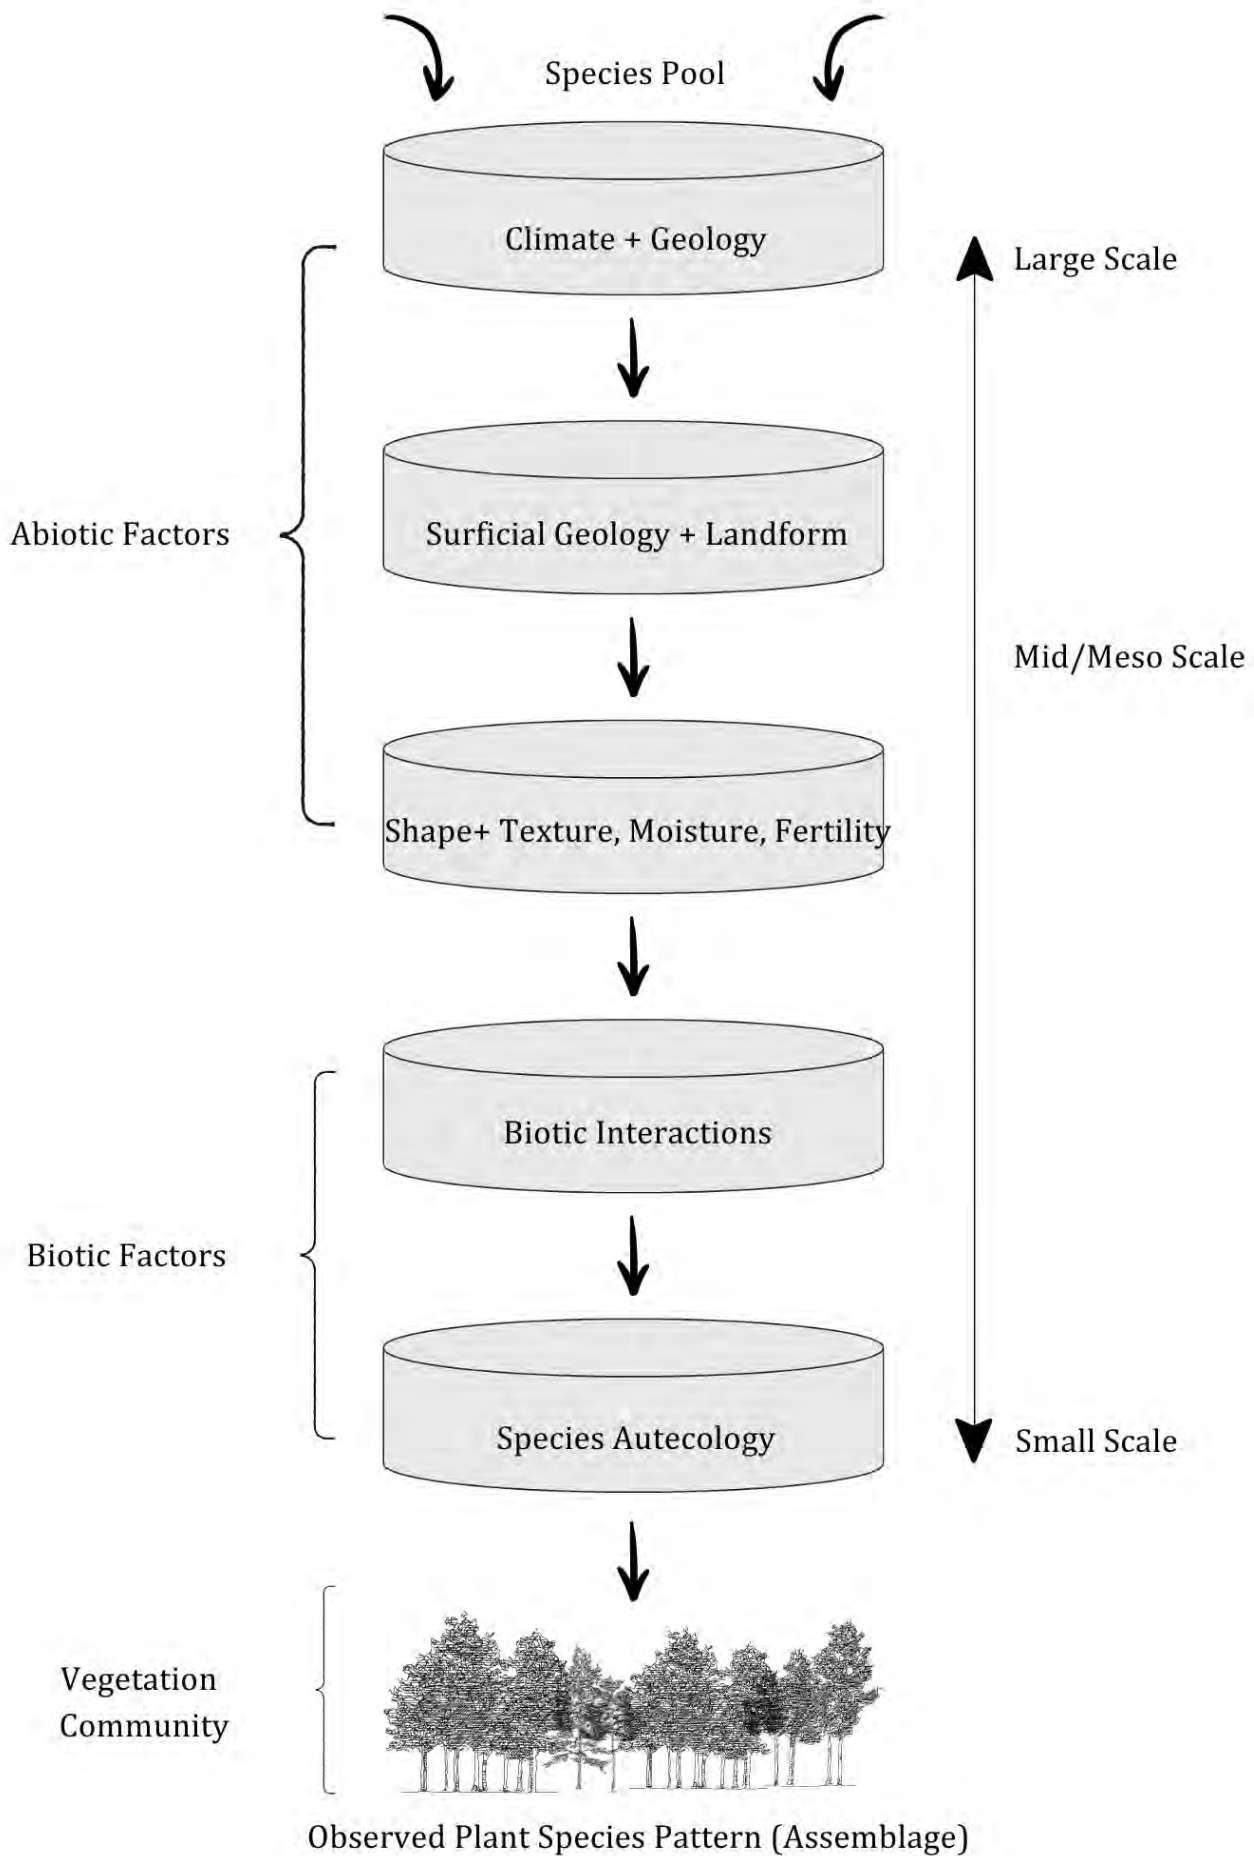 Species Pool
Climate + Geology
Large Scale
Abiotic Factors
Surficial Geology + Landform
Mid/Meso Scale
Shape+ Texture, Moisture, Fertility
Biotic Interactions
Biotic Factors
Species Autecology
Small Scale
Vegetation
Community
Observed Plant Species Pattern (Assemblage)